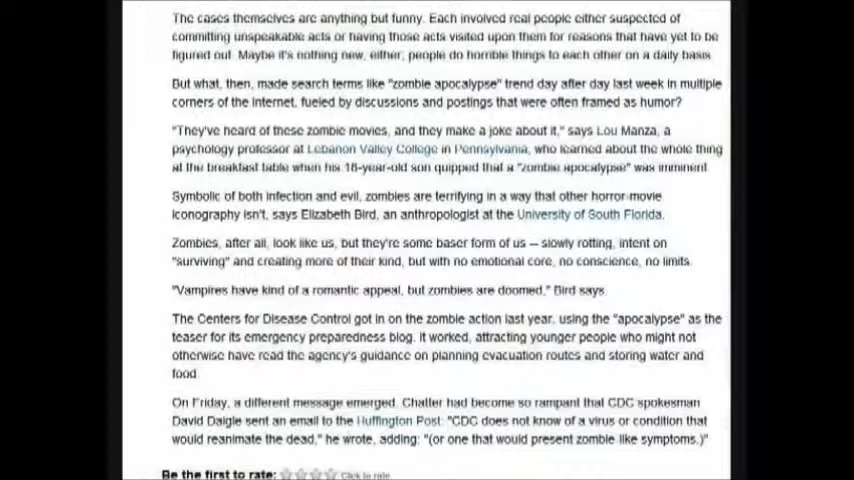 The cases themselves are anything but funny. Each involved real people either suspected of
committing unspeakable acts or having those acts visited upon them for reasons that have yet to be
figured out. Maybe it's nothing new, either; people do horrible things to each other on a daily basis.
But what, then, made search terms like "zombie apocalypse" trend day after day last week in multiple
corners of the Internet, fueled by discussions and postings that were often framed as humor?
"They've heard of these zombie movies, and they make a joke about it," says Lou Manza, a
psychology professor at Lebanon Valley College in Pennsylvania, who learned about the whole thing
at the breakfast table when his 18-year-old son quipped that a "zombie apocalypse" was imminent.
Symbolic of both infection and evil, zombies are terrifying in a way that other horror-movie
iconography isn't, says Elizabeth Bird, an anthropologist at the University of South Florida.
Zombies, after all, look like us, but they're some baser form of us -- slowly rotting, intent on
"surviving" and creating more of their kind, but with no emotional core, no conscience, no limits.
"Vampires have kind of a romantic appeal, but zombies are doomed," Bird says.
The Centers for Disease Control got in on the zombie action last year, using the "apocalypse" as the
teaser for its emergency preparedness blog. It worked, attracting younger people who might not
otherwise have read the agency's guidance on planning evacuation routes and storing water and
food.
On Friday, a different message emerged. Chatter had become so rampant that CDC spokesman
David Daigle sent an email to the Huffington Post: "CDC does not know of a virus or condition that
would reanimate the dead," he wrote, adding: "(or one that would present zombie like symptoms.)"
Be the first to rate: Click to rate